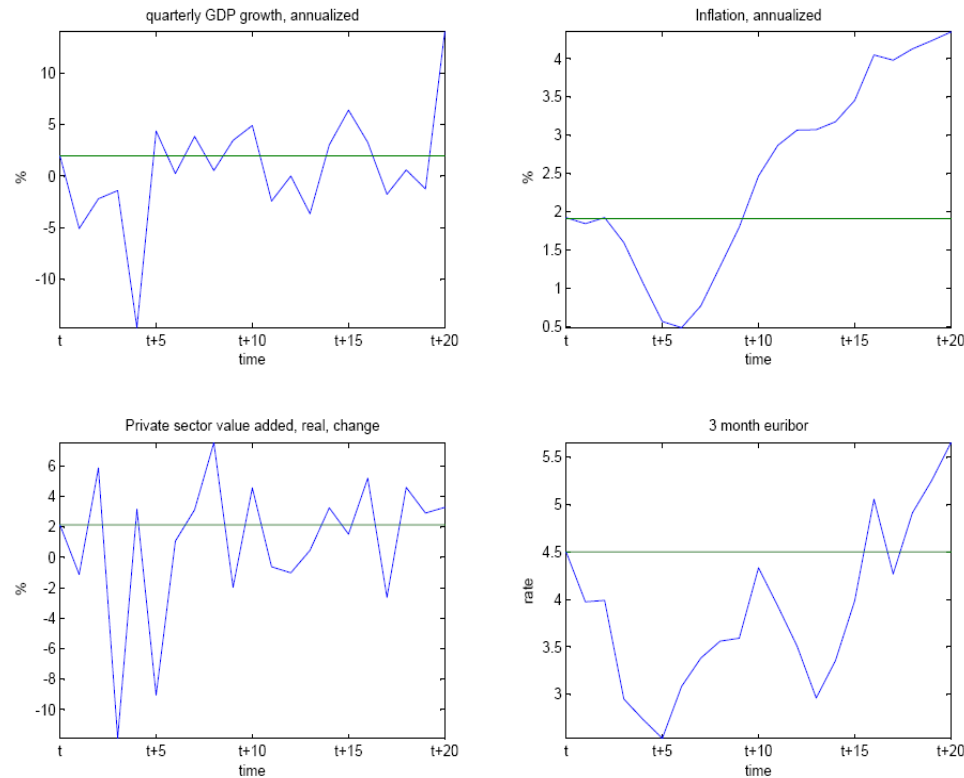 quarterly GDP growth, annualized
10
5
0
-5
-10
%
t
t+5
t+10
t+15
t+20
time
Inflation, annualized
4
3.5
3
2.5
2
1.5
1
0.5
%
t
t+5
t+10
t+15
t+20
time
Private sector value added, real, change
6
4
2
0
-2
-4
-6
-8
-10
%
t
t+5
t+10
t+15
t+20
time
3 month euribor
5.5
5
4.5
4
3.5
3
rate
t
t+5
t+10
t+15
t+20
time